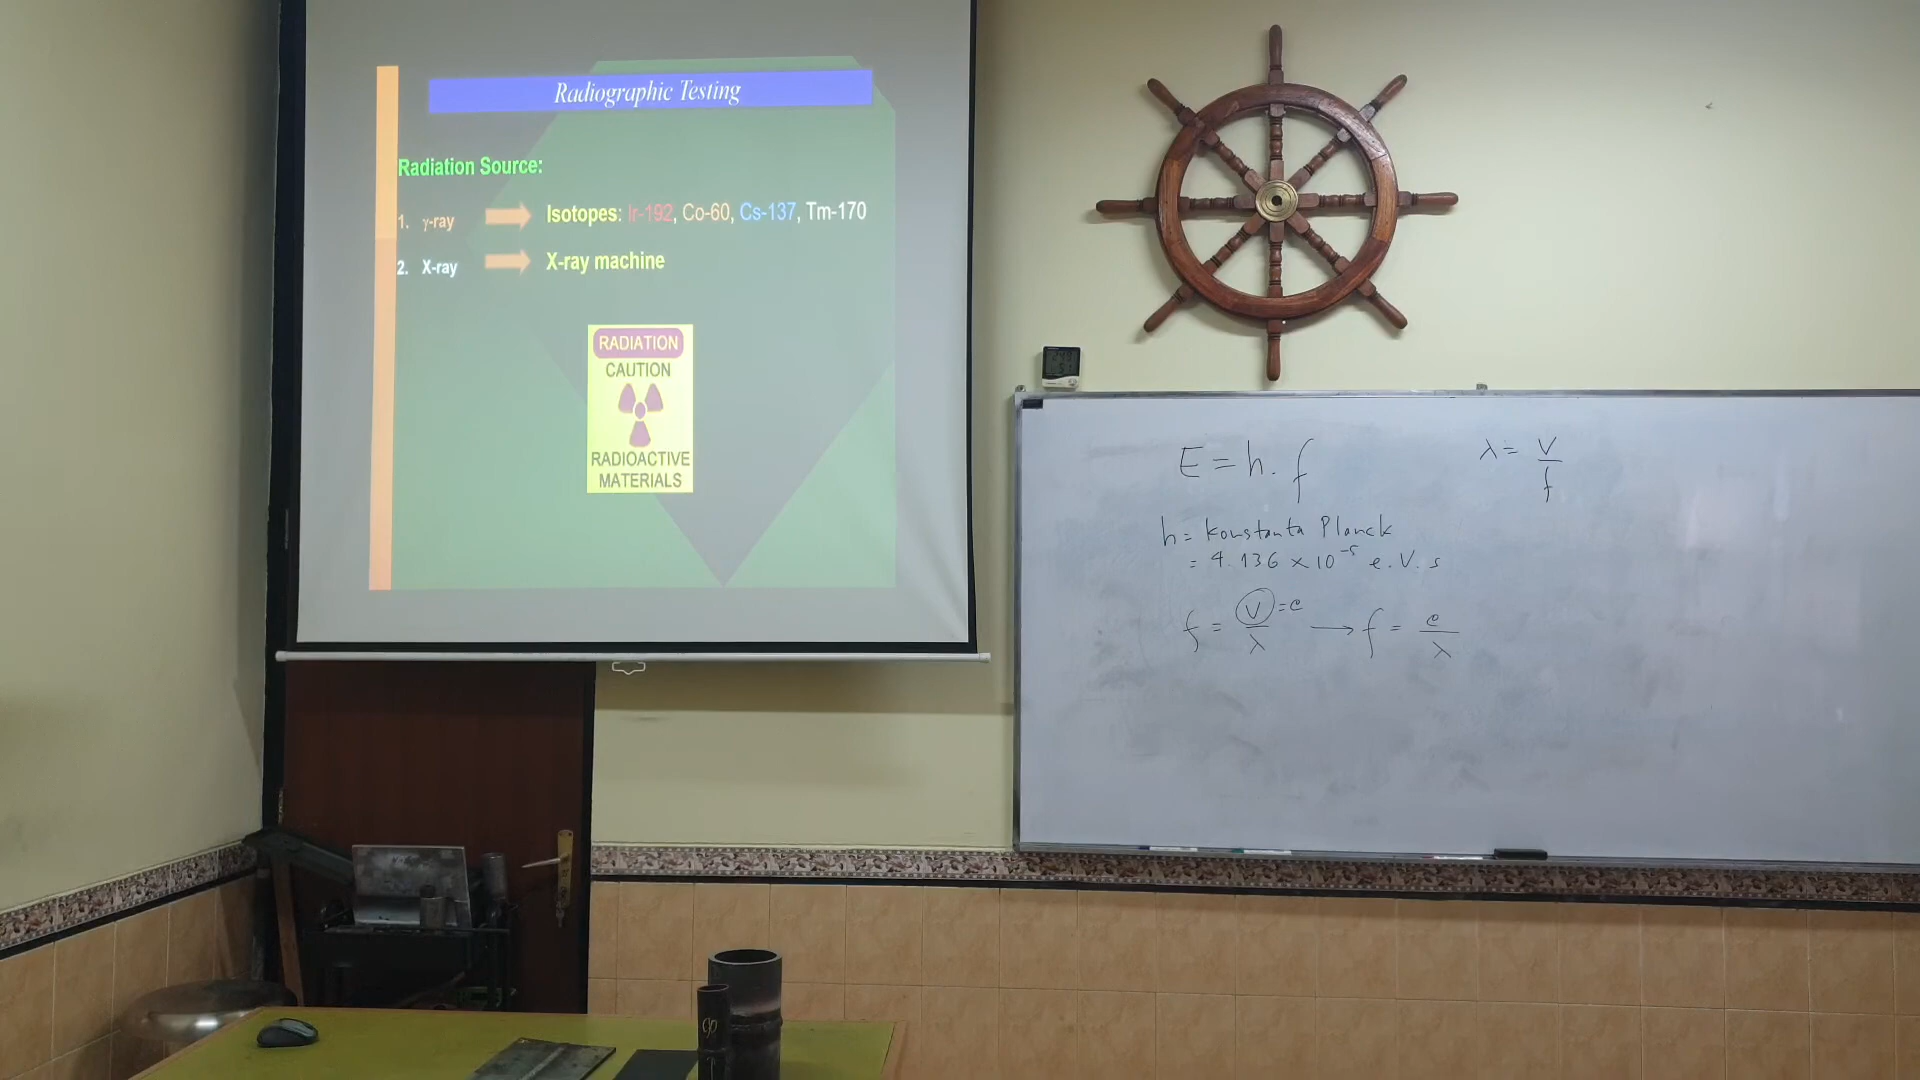 Radiographic Testing
Radiation Source:
1. γ-ray Isotopes: Ir-192, Co-60, Cs-137, Tm-170
2. X-ray X-ray machine
RADIATION
CAUTION
RADIOACTIVE
MATERIALS
E = h . f
λ = v/f
h = konstanta Planck
= 4.136 × 10⁻⁵ e.V.s
f = v/λ = c → f = c/λ